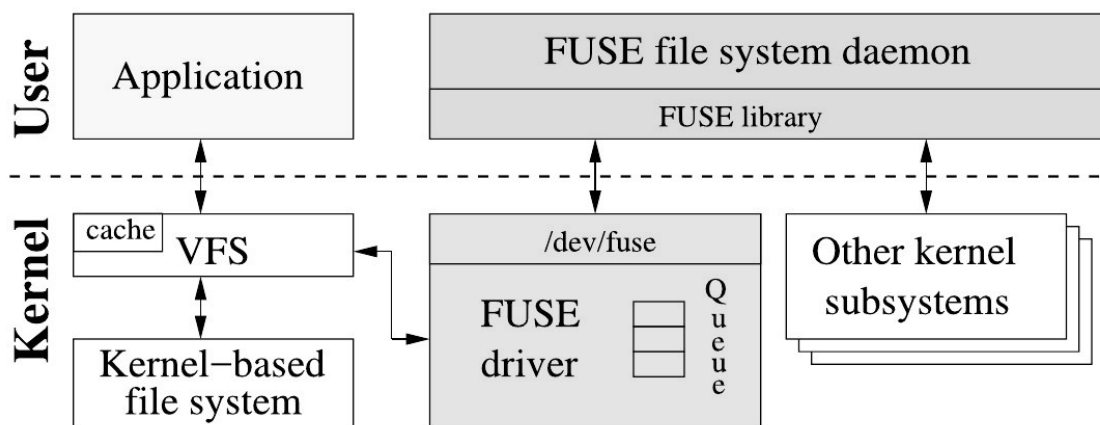 User
Application
FUSE file system daemon
FUSE library
Kernel
cache
VFS
Kernel−based
file system
/dev/fuse
FUSE
driver
Queue
Other kernel
subsystems